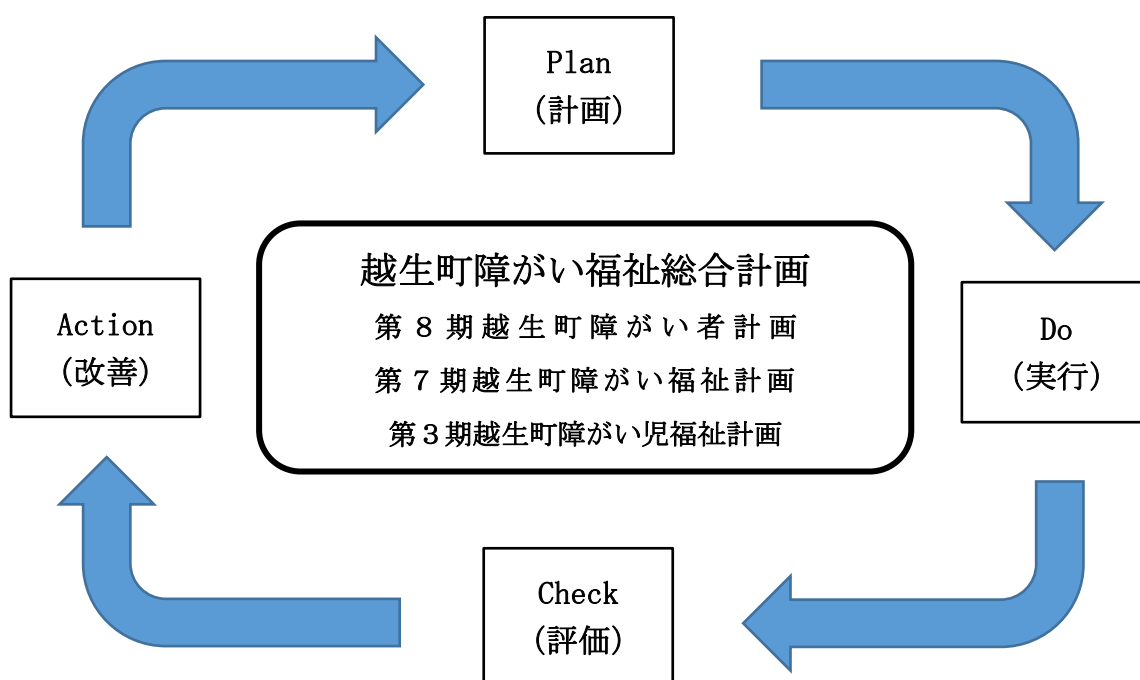 Plan
(計画)
越生町障がい福祉総合計画
第８期越生町障がい者計画
第７期越生町障がい福祉計画
第３期越生町障がい児福祉計画
Action
(改善)
Do
(実行)
Check
(評価)